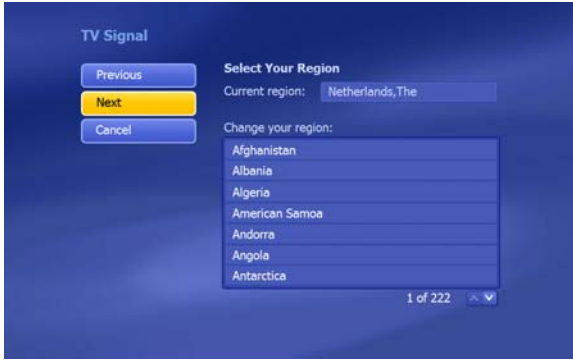 TV Signal
Previous
Next
Cancel
Select Your Region
Current region: Netherlands,The
Change your region:
Afghanistan
Albania
Algeria
American Samoa
Andorra
Angola
Antarctica
1 of 222